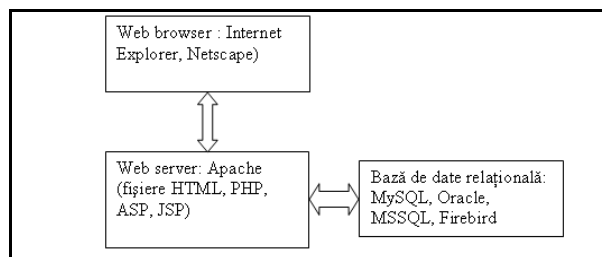 Web browser : Internet
Explorer, Netscape)
Web server: Apache
(fişiere HTML, PHP,
ASP, JSP)
Bază de date relaţională:
MySQL, Oracle,
MSSQL, Firebird